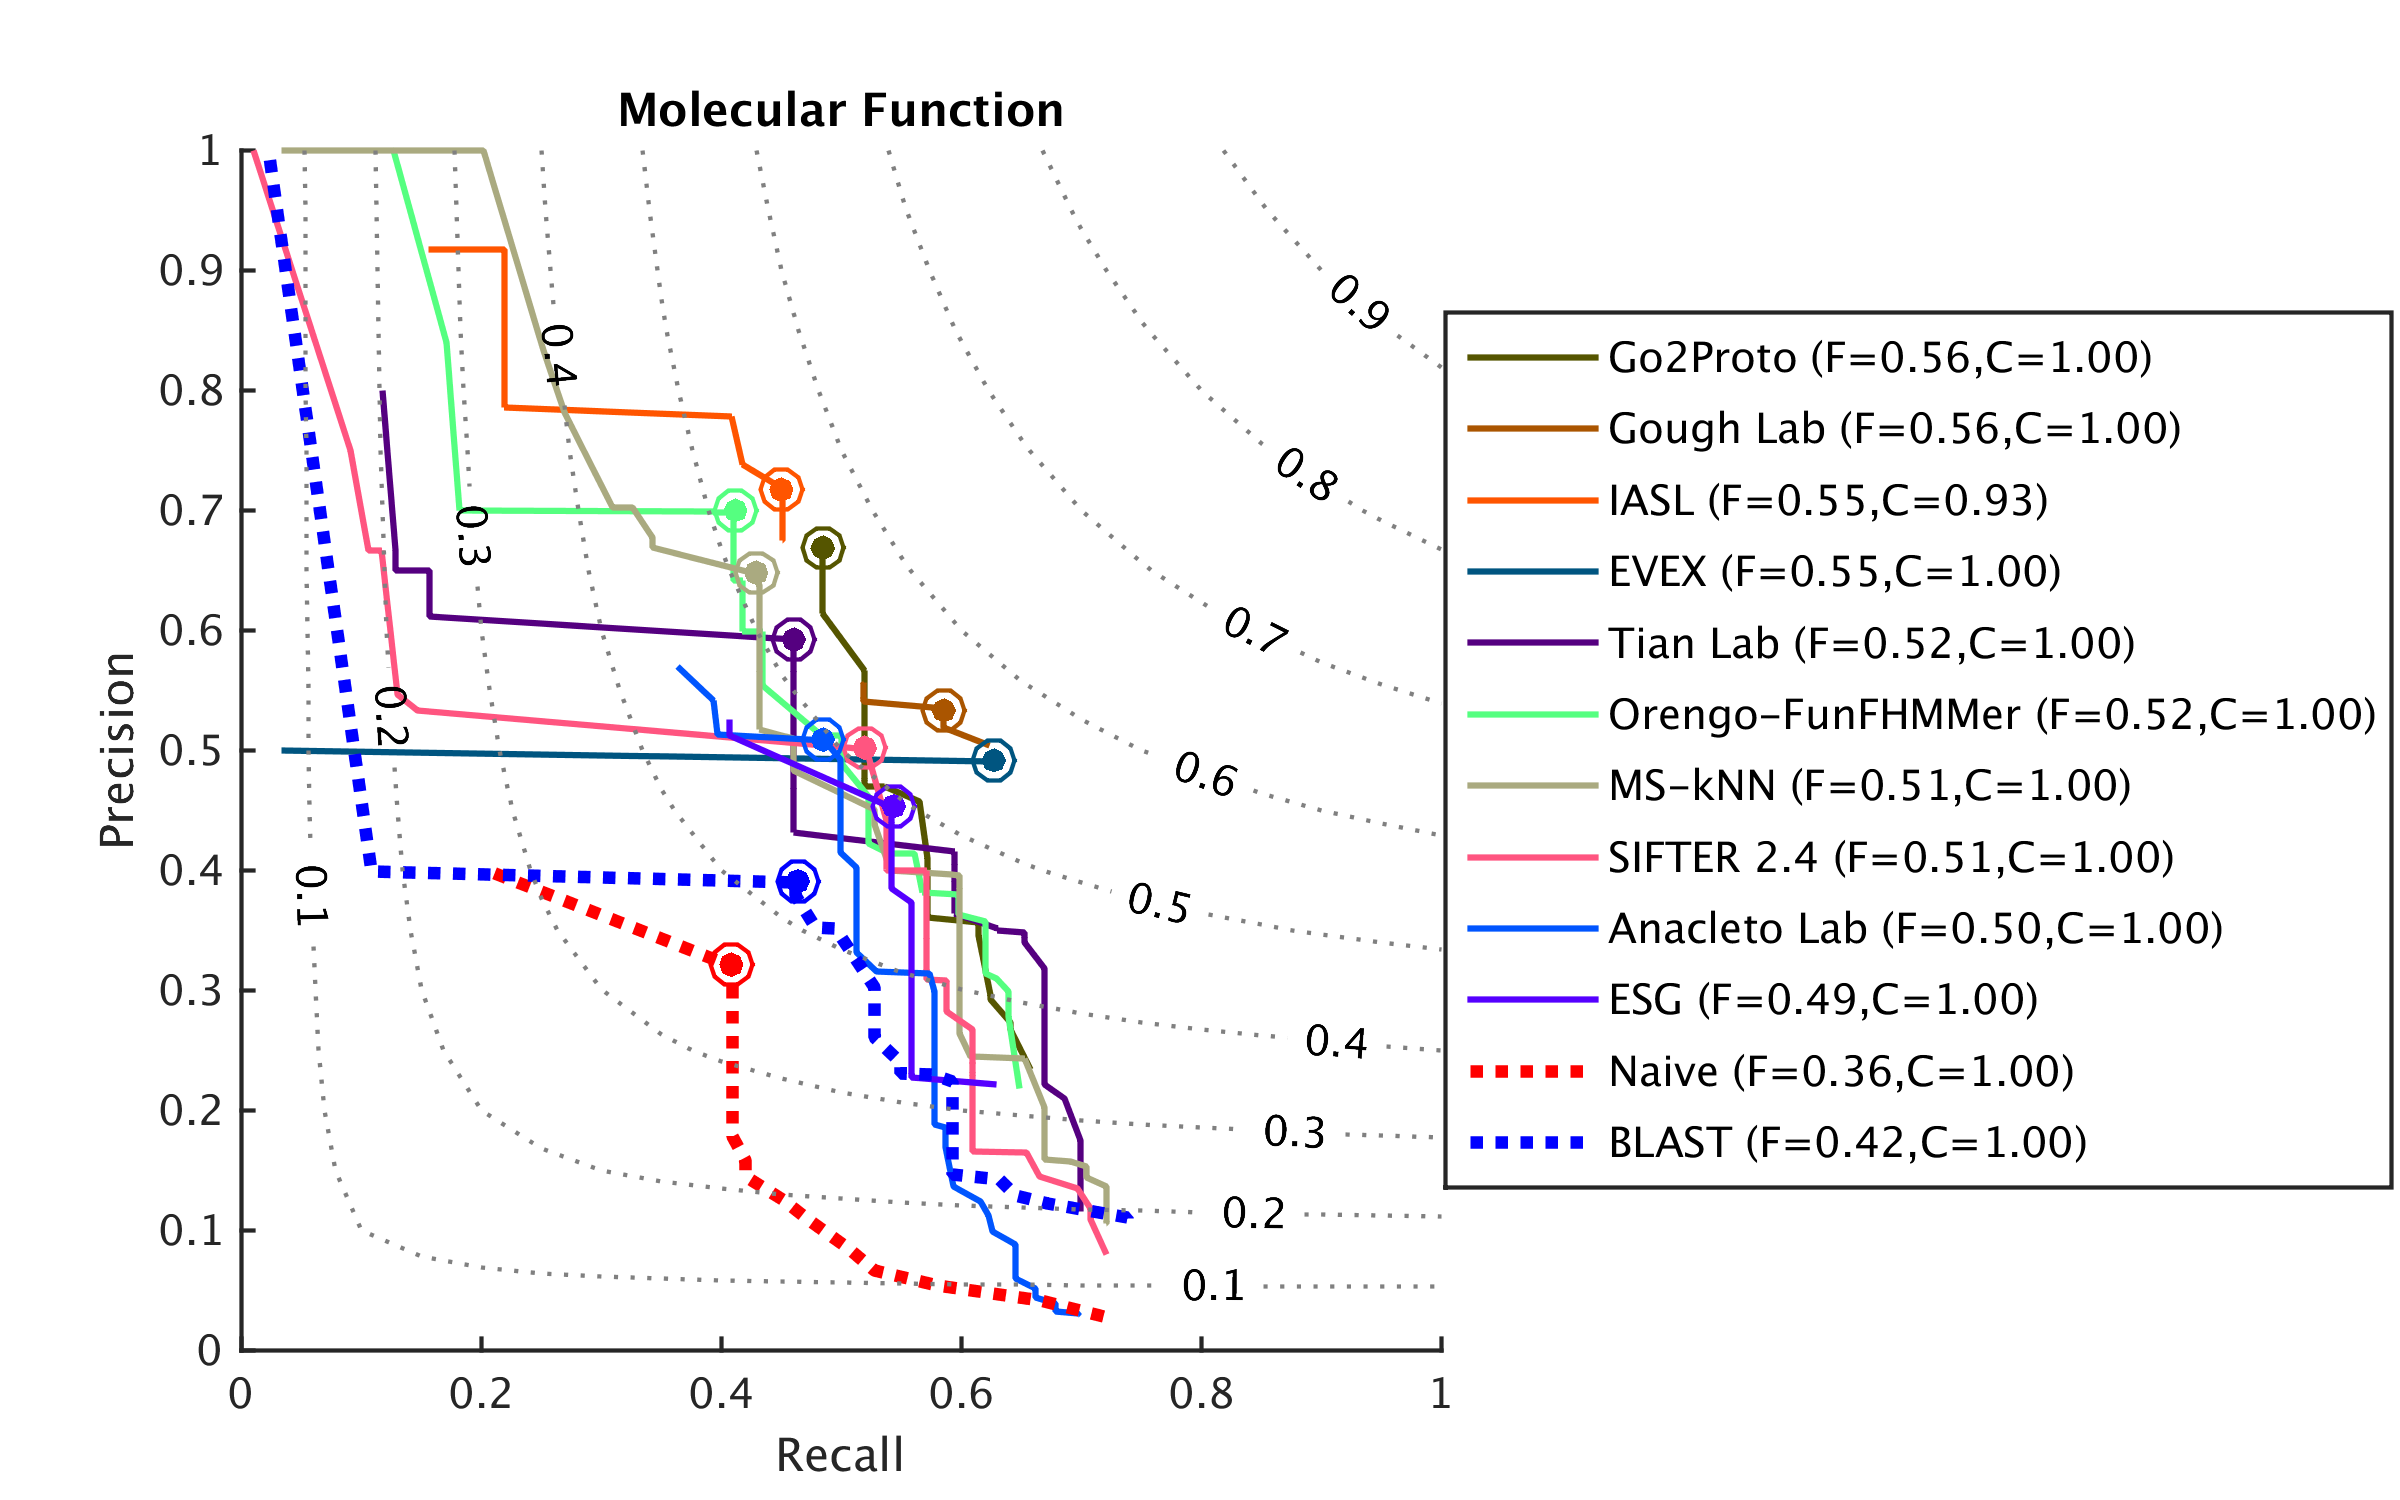 Molecular Function
1
0.9
0.8
0.7
0.6
0.5
0.4
0.3
0.2
0.1
0
Precision
0
0.2
0.4
0.6
0.8
1
Recall
0.4
0.3
0.2
0.1
0.9
0.8
0.7
0.6
0.5
0.4
0.3
0.2
0.1
Go2Proto (F=0.56,C=1.00)
Gough Lab (F=0.56,C=1.00)
IASL (F=0.55,C=0.93)
EVEX (F=0.55,C=1.00)
Tian Lab (F=0.52,C=1.00)
Orengo-FunFHMMer (F=0.52,C=1.00)
MS-kNN (F=0.51,C=1.00)
SIFTER 2.4 (F=0.51,C=1.00)
Anacleto Lab (F=0.50,C=1.00)
ESG (F=0.49,C=1.00)
Naive (F=0.36,C=1.00)
BLAST (F=0.42,C=1.00)